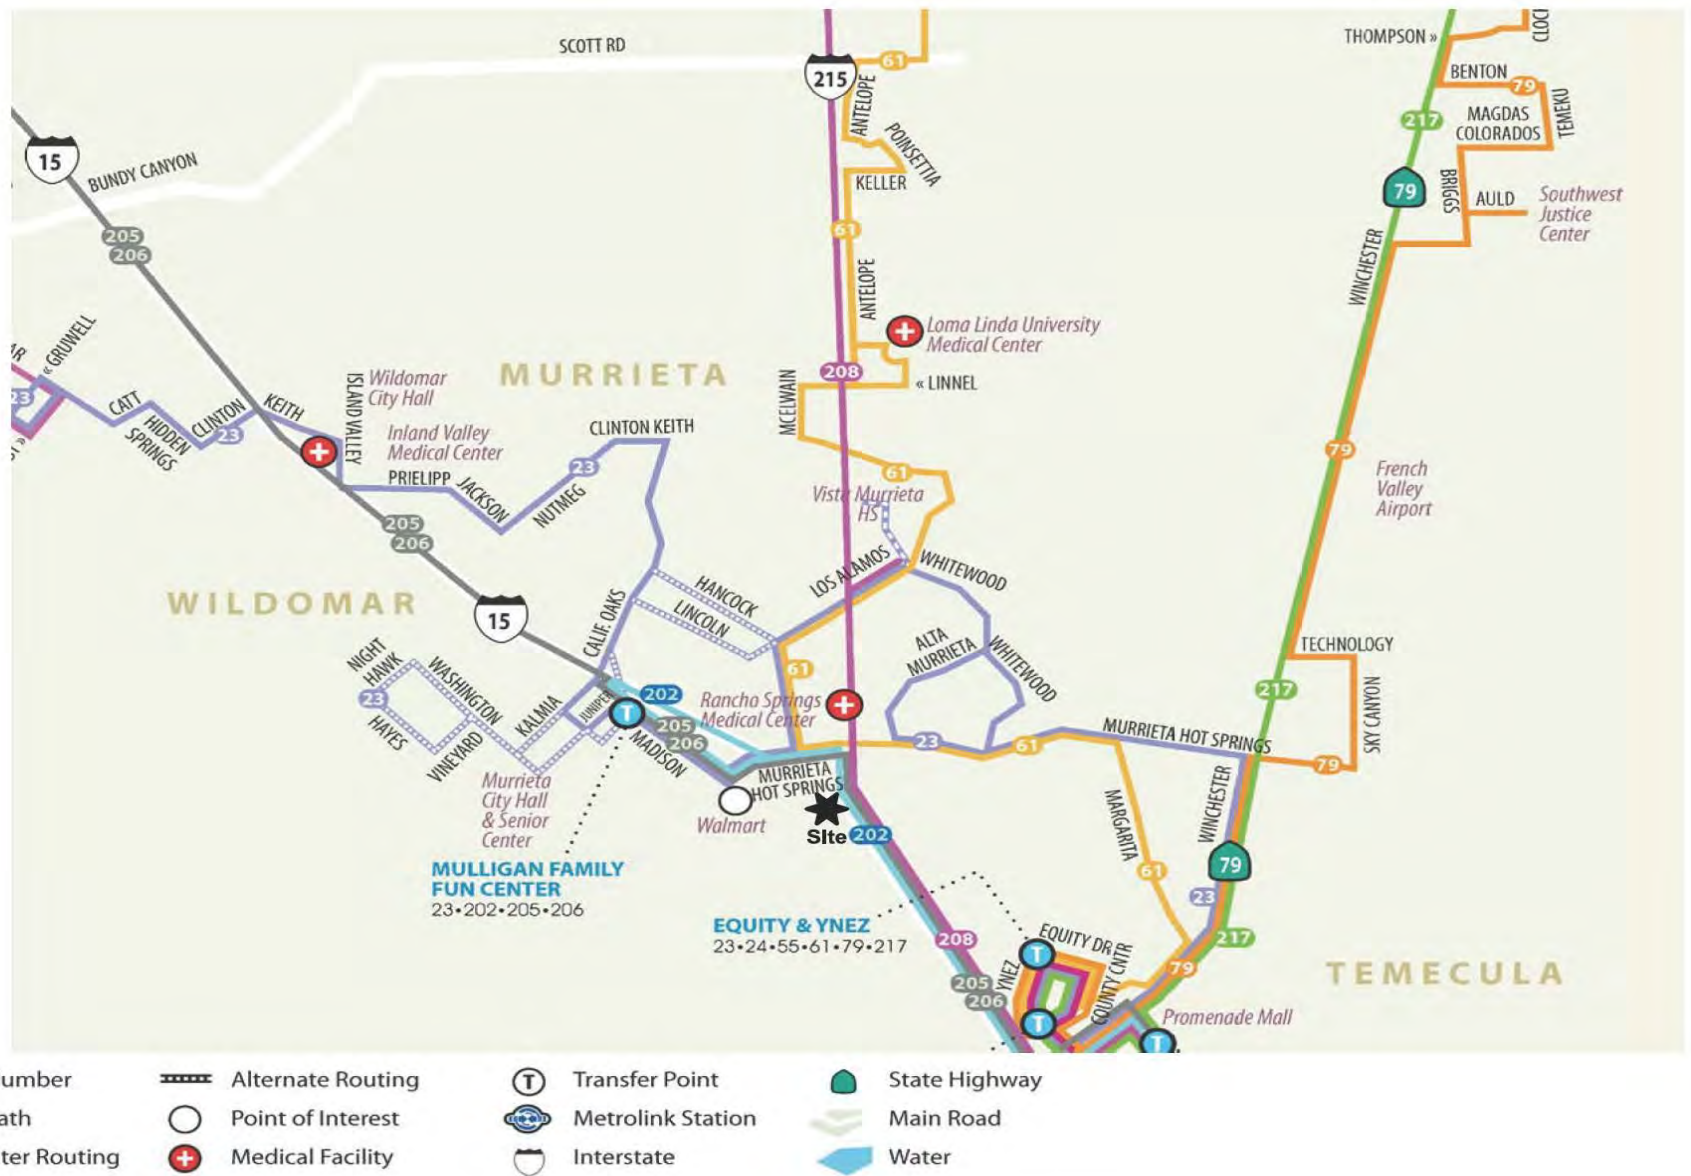 SCOTT RD
THOMPSON »
61
215
ANTELOPE
BENTON
79
TEMEKU
POINSETTIA
217
MAGDAS
COLORADOS
15
BUNDY CANYON
KELLER
79
BRIGGS
AULD
Southwest
Justice
Center
205
206
61
WINCHESTER
ANTELOPE
« GRUWELL
Loma Linda University
Medical Center
MURRIETA
208
« LINNEL
23
CATT
HIDDEN
SPRINGS
CLINTON
23
KEITH
ISLAND VALLEY
Wildomar
City Hall
MCELWAIN
Inland Valley
Medical Center
CLINTON KEITH
79
PRIELIPP
JACKSON
NUTMEG
23
61
French
Valley
Airport
Vista Murrieta
HS
205
206
LOS ALAMOS
WHITEWOOD
WILDOMAR
15
CALIF. OAKS
HANCOCK
LINCOLN
ALTA
MURRIETA
WHITEWOOD
TECHNOLOGY
NIGHT
HAWK
WASHINGTON
23
HAYES
VINEYARD
KALMIA
JUNIPER
T
202
61
Rancho Springs
Medical Center
217
SKY CANYON
205
206
MADISON
23
61
MURRIETA HOT SPRINGS
79
MURRIETA
HOT SPRINGS
Murrieta
City Hall
& Senior
Center
Walmart
SIte
202
MARGARITA
WINCHESTER
79
MULLIGAN FAMILY
FUN CENTER
23•202•205•206
61
23
EQUITY & YNEZ
23•24•55•61•79•217
208
EQUITY DR
T
217
YNEZ
COUNTY CNTR
79
205
206
TEMECULA
T
Promenade Mall
T
Alternate Routing
T
Transfer Point
State Highway
Point of Interest
Metrolink Station
Main Road
Medical Facility
Interstate
Water